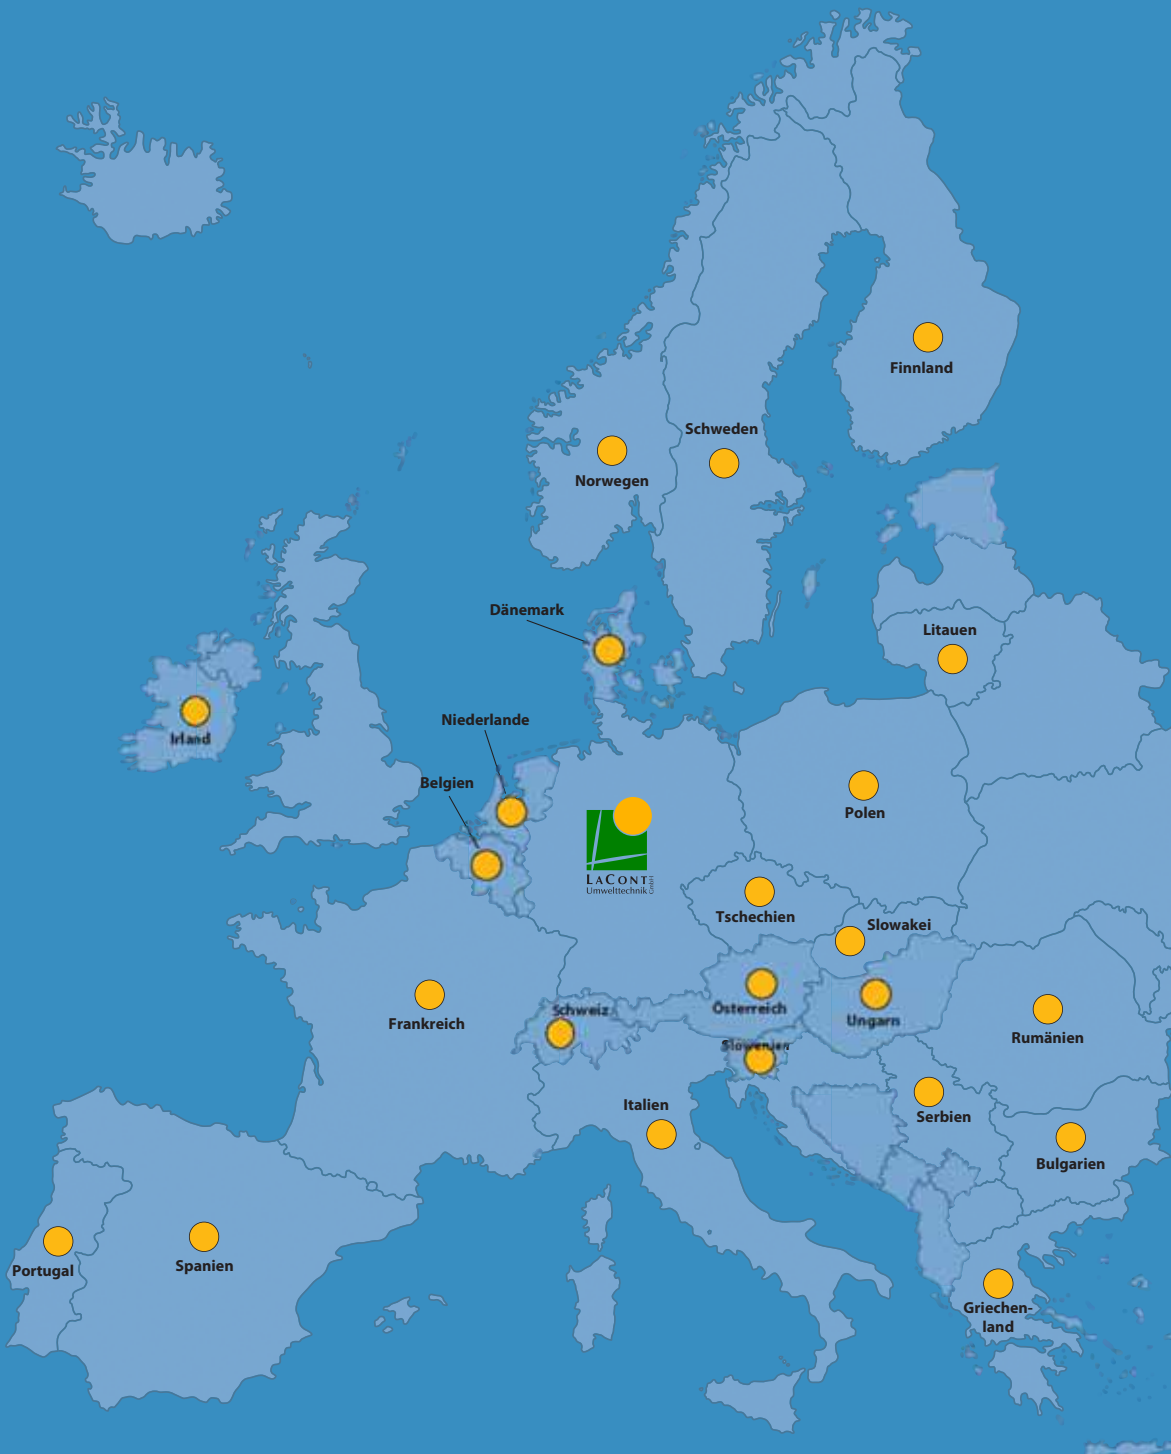 Finnland
Schweden
Norwegen
Dänemark
Litauen
Niederlande
Irland
Belgien
Polen
LACONT
Umwelttechnik GmbH
Tschechien
Slowakei
Schweiz
Österreich
Ungarn
Frankreich
Rumänien
Slowenien
Italien
Serbien
Bulgarien
Spanien
Portugal
Griechen-
land